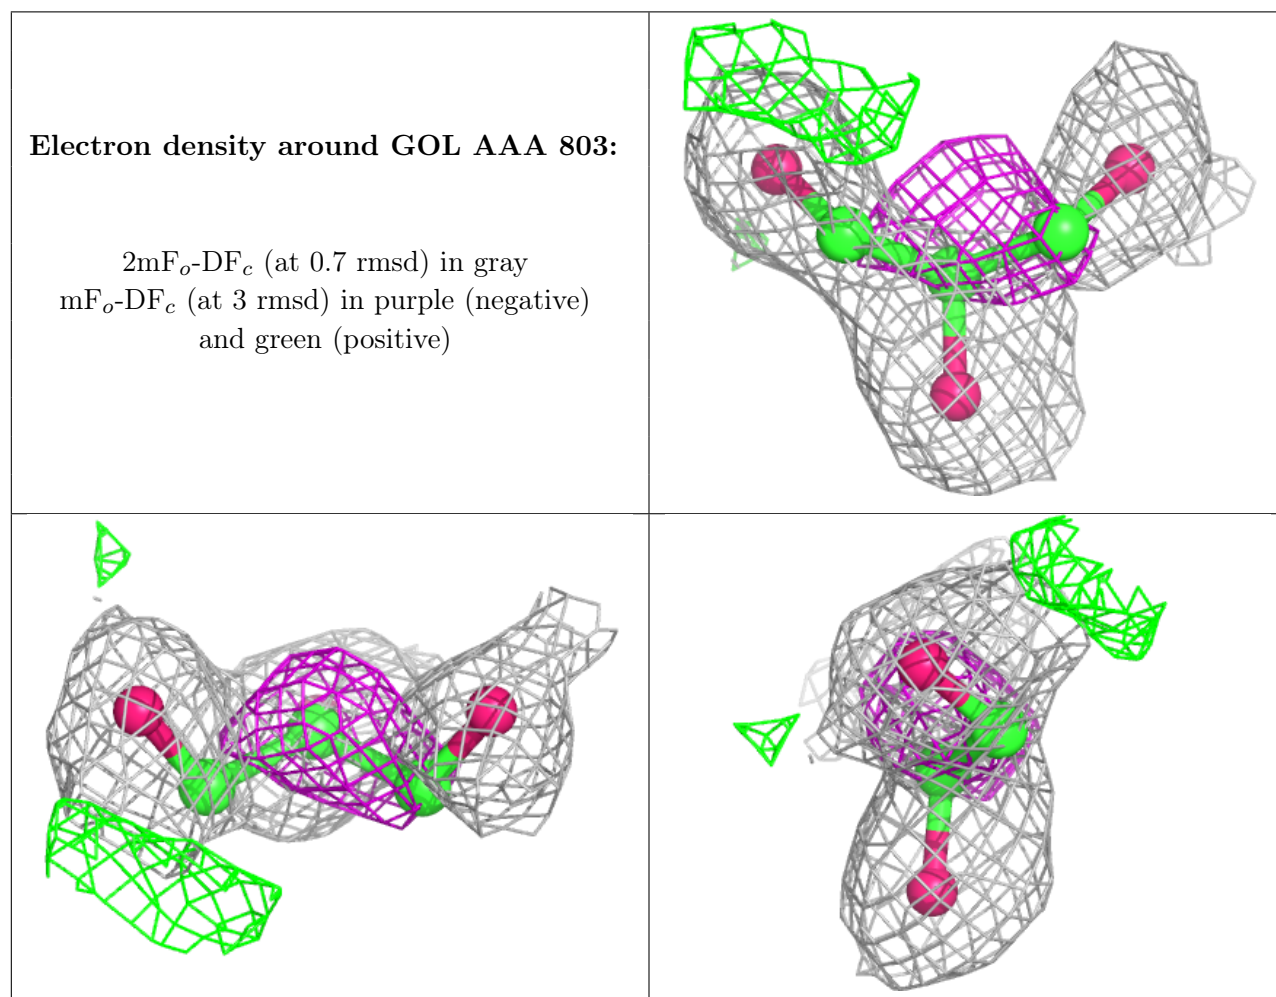 Electron density around GOL AAA 803:
2mFo-DFc (at 0.7 rmsd) in gray
mFo-DFc (at 3 rmsd) in purple (negative)
and green (positive)